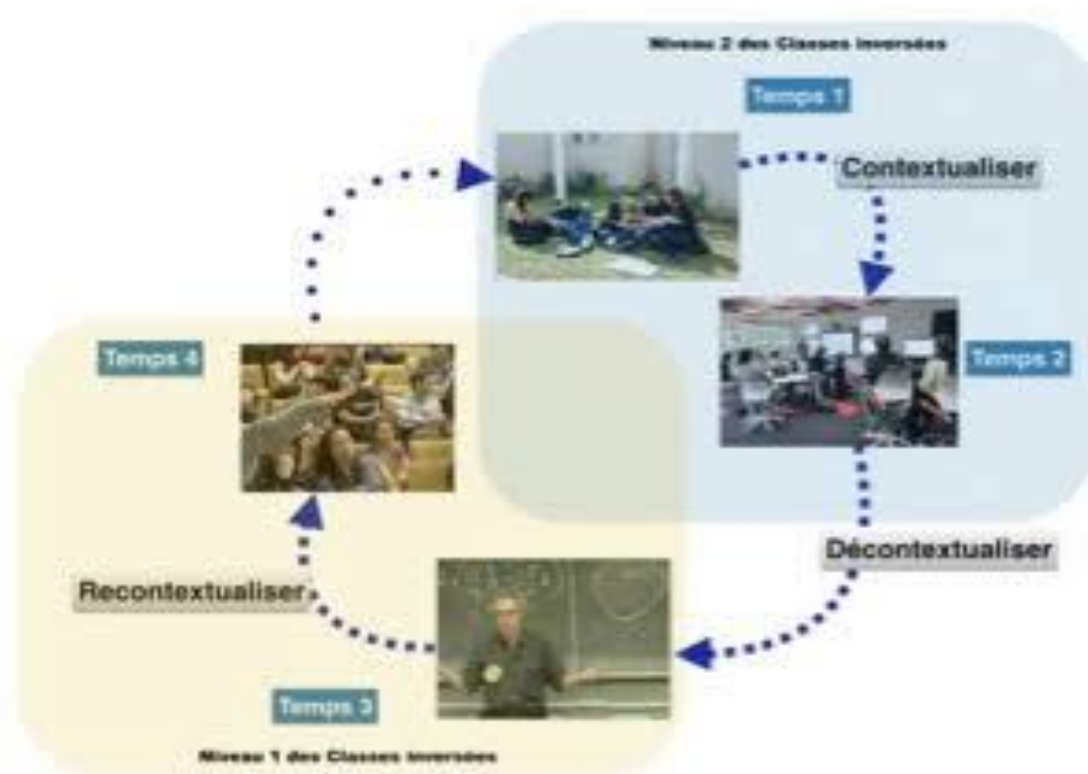 Niveau 2 des Classes inversées
Temps 1
Contextualiser
Temps 2
Décontextualiser
Temps 3
Recontextualiser
Temps 4
Niveau 1 des Classes inversées